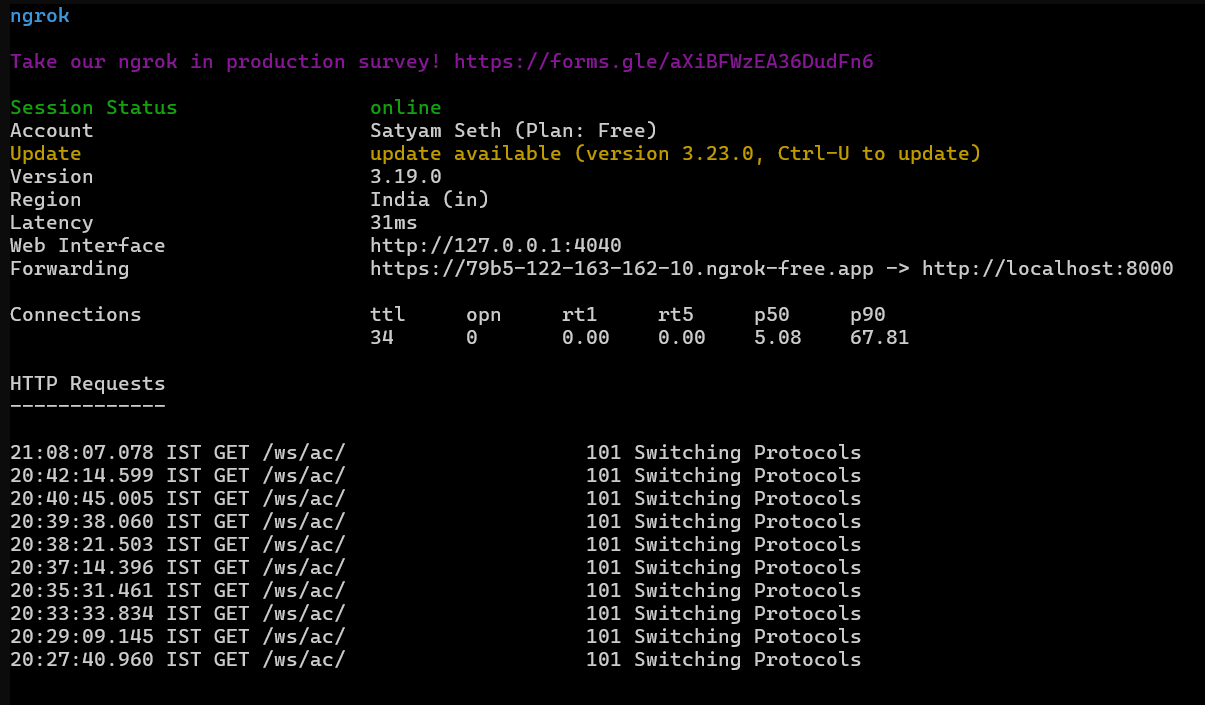 ngrok
Take our ngrok in production survey! https://forms.gle/aXiBFWzEA36DudFn6
Session Status online
Account Satyam Seth (Plan: Free)
Update update available (version 3.23.0, Ctrl-U to update)
Version 3.19.0
Region India (in)
Latency 31ms
Web Interface http://127.0.0.1:4040
Forwarding https://79b5-122-163-162-10.ngrok-free.app -> http://localhost:8000
Connections ttl opn rt1 rt5 p50 p90
34 0 0.00 0.00 5.08 67.81
HTTP Requests
-------------
21:08:07.078 IST GET /ws/ac/ 101 Switching Protocols
20:42:14.599 IST GET /ws/ac/ 101 Switching Protocols
20:40:45.005 IST GET /ws/ac/ 101 Switching Protocols
20:39:38.060 IST GET /ws/ac/ 101 Switching Protocols
20:38:21.503 IST GET /ws/ac/ 101 Switching Protocols
20:37:14.396 IST GET /ws/ac/ 101 Switching Protocols
20:35:31.461 IST GET /ws/ac/ 101 Switching Protocols
20:33:33.834 IST GET /ws/ac/ 101 Switching Protocols
20:29:09.145 IST GET /ws/ac/ 101 Switching Protocols
20:27:40.960 IST GET /ws/ac/ 101 Switching Protocols